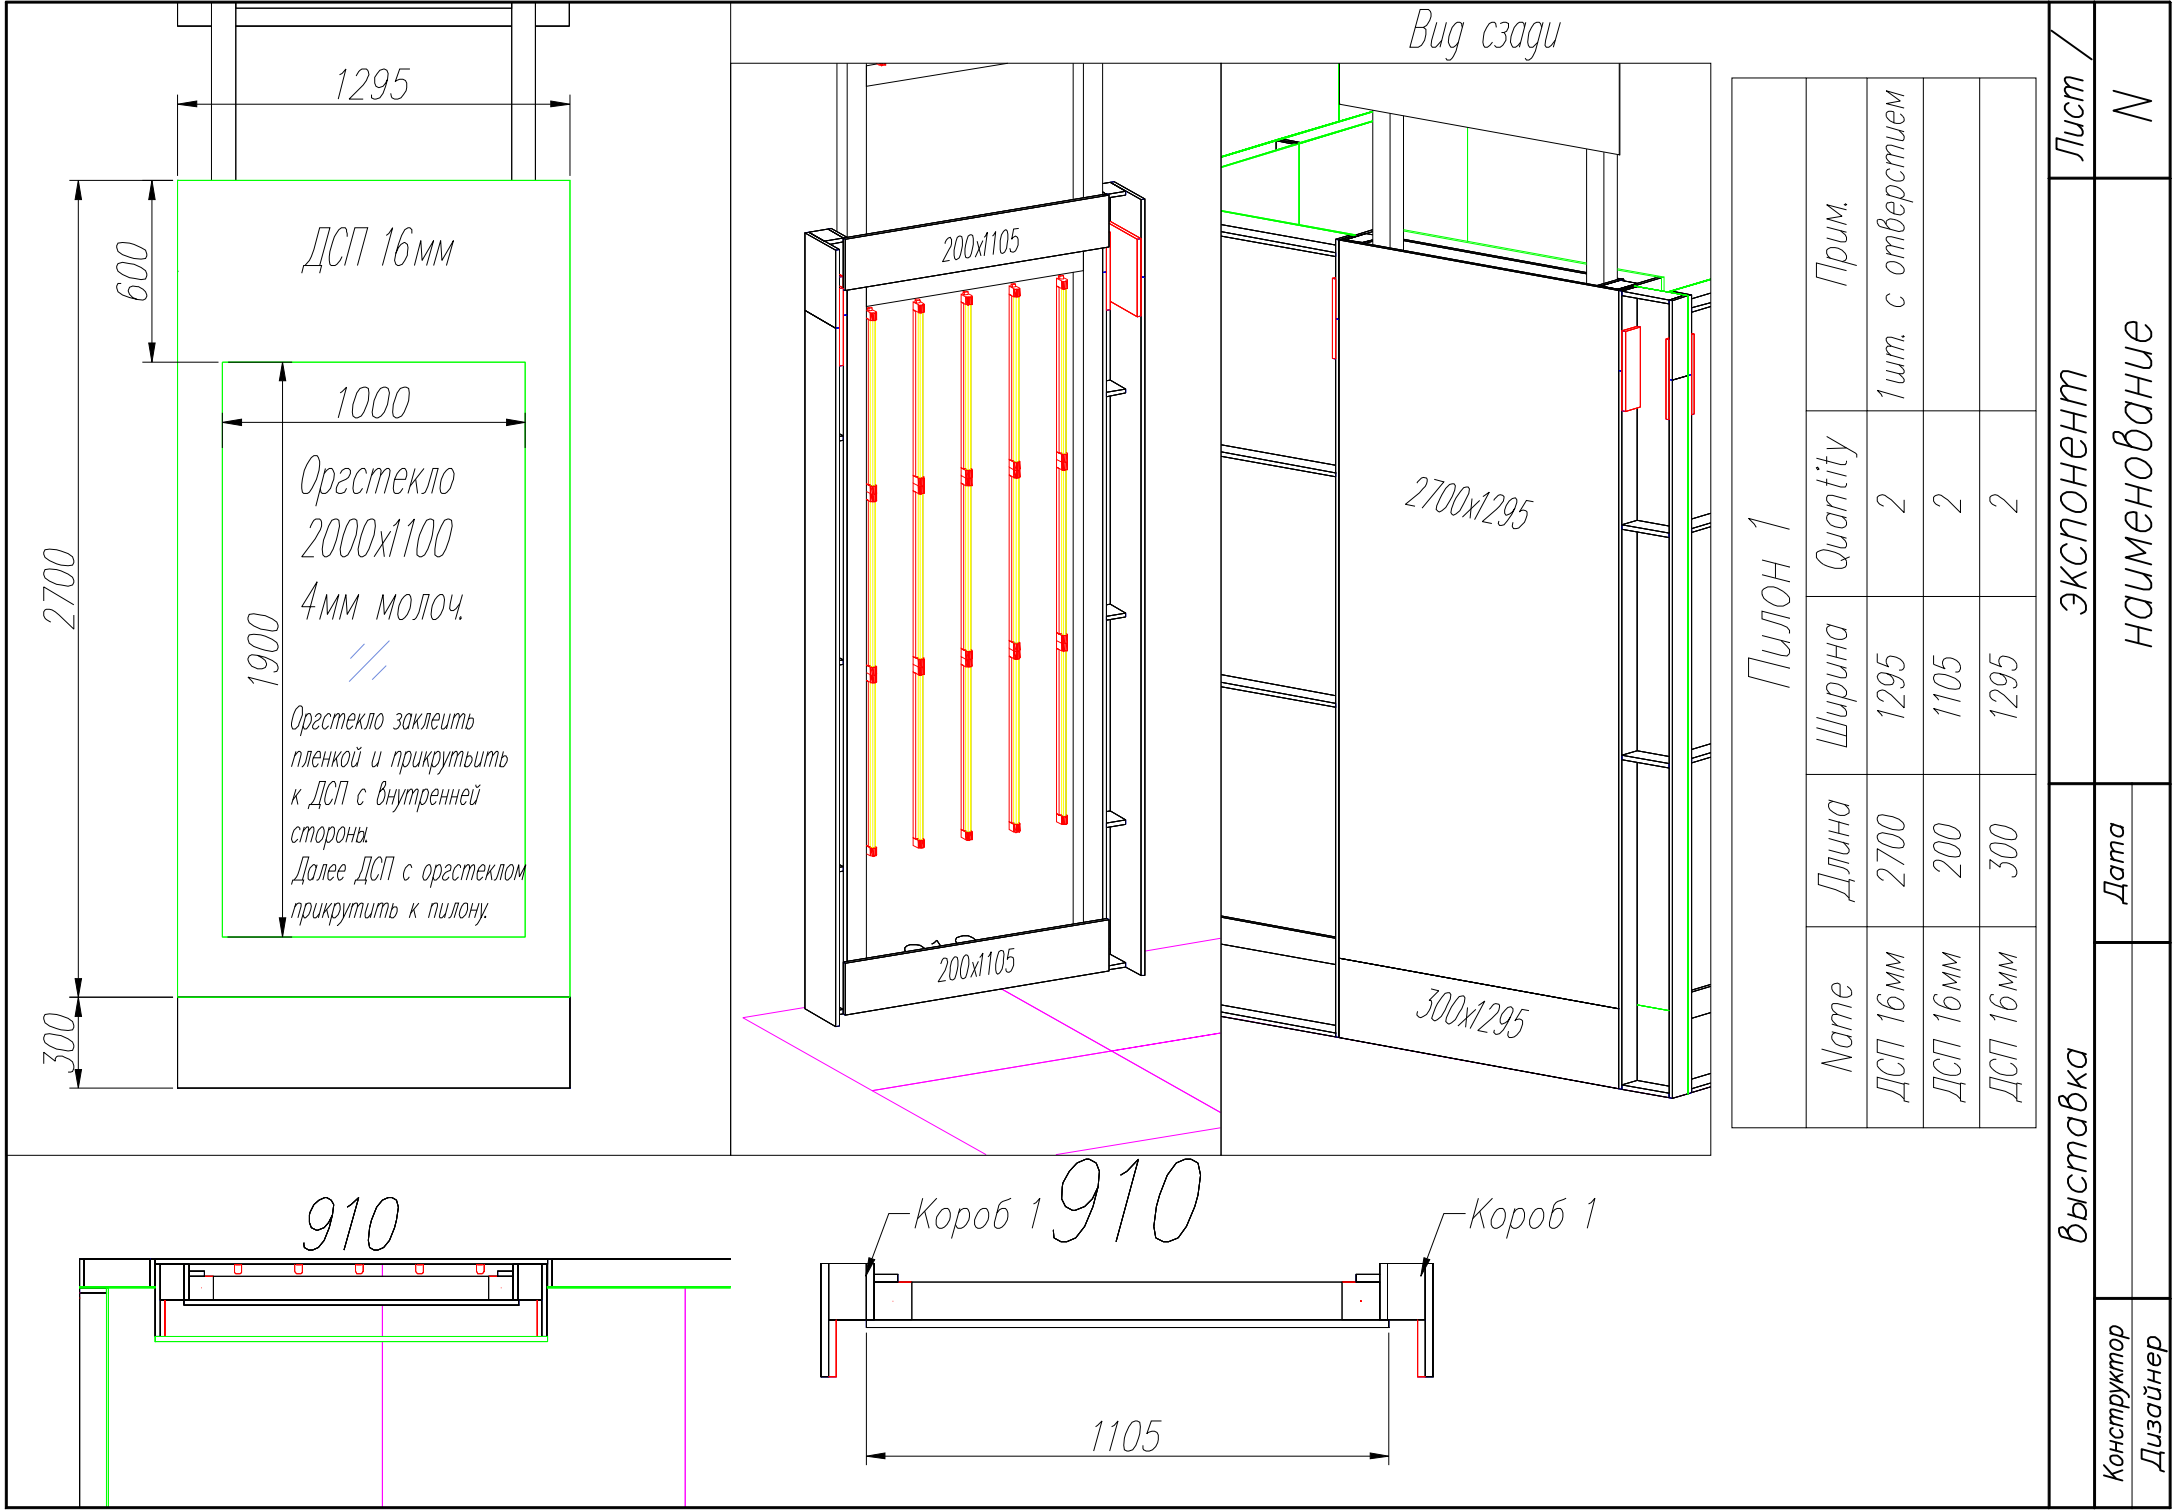 Вид сзади
1295
600
ДСП 16мм
2700
1000
Оргстекло
2000х1100
4мм молоч.
1900
Оргстекло заклеить
пленкой и прикрутьить
к ДСП с внутренней
стороны.
Далее ДСП с оргстеклом
прикрутить к пилону.
300
200х1105
200х1105
2700х1295
300х1295
910
Короб 1
910
Короб 1
1105
Пилон 1
Name Длина Ширина Quantity Прим.
ДСП 16мм 2700 1295 2 1шт. с отверстием
ДСП 16мм 200 1105 2
ДСП 16мм 300 1295 2
Выставка экспонент Лист /
Дата наименование N
Конструктор
Дизайнер